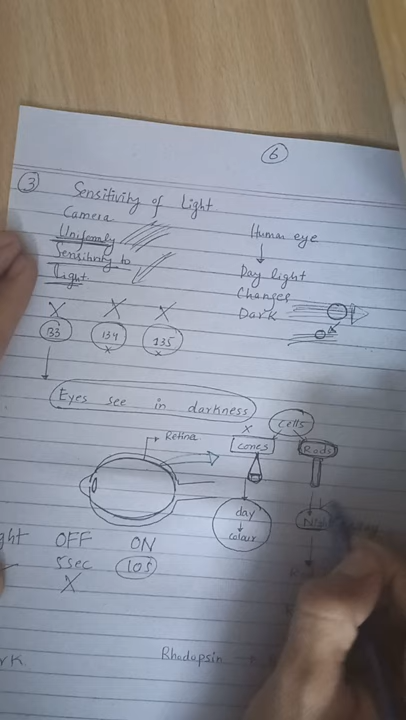 6
3 Sensitivity of Light
Camera
Uniformly
Sensitivity to
light
Human eye
Day light
Changes
Dark
133 134 135
Eyes see in darkness
cells
cones
Rods
Retina
day
colour
OFF ON
5sec 10s
Rhodopsin